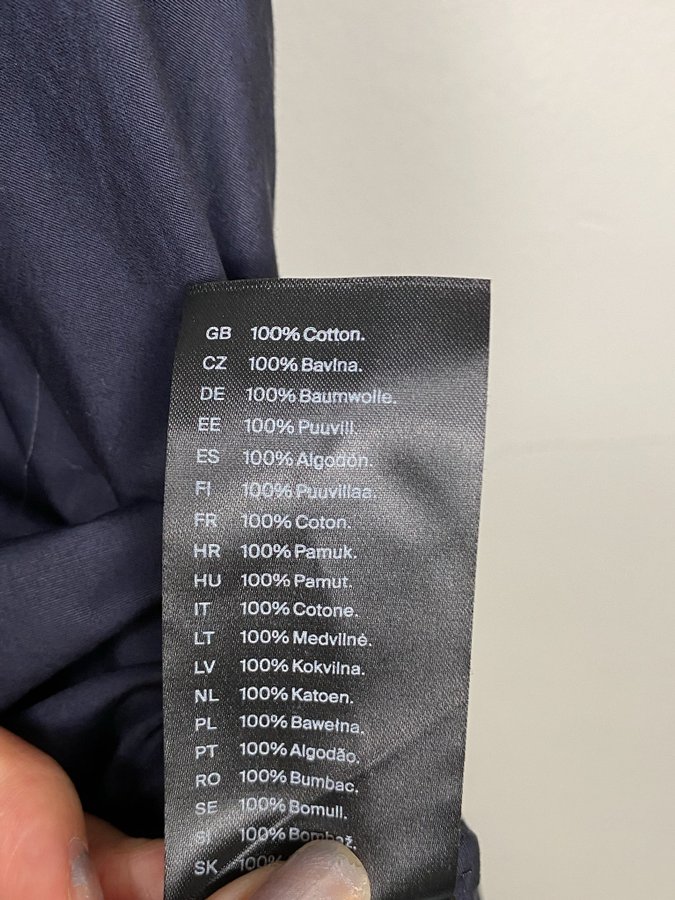 GB 100% Cotton.
CZ 100% Bavlna.
DE 100% Baumwolle.
EE 100% Puuvill.
ES 100% Algodón.
FI 100% Puuvillaa.
FR 100% Coton.
HR 100% Pamuk.
HU 100% Pamut.
IT 100% Cotone.
LT 100% Medvilnė.
LV 100% Kokvilna.
NL 100% Katoen.
PL 100% Bawełna.
PT 100% Algodão.
RO 100% Bumbac.
SE 100% Bomull.
SI 100% Bombaž.
SK 100%